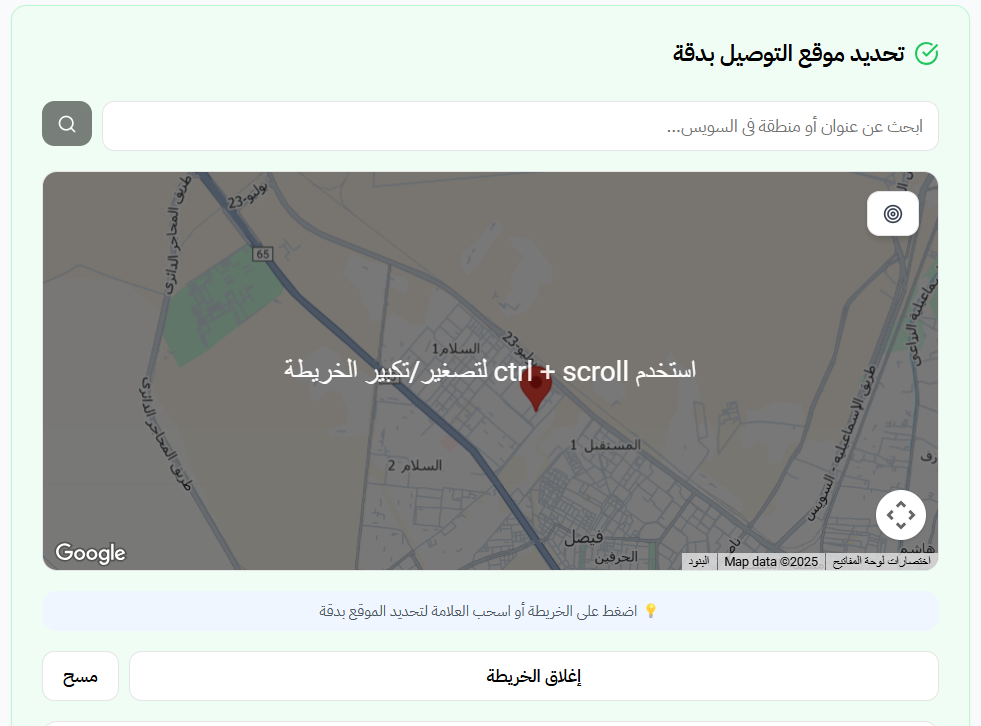 تحديد موقع التوصيل بدقة
ابحث عن عنوان أو منطقة في السويس...
طريق المحاجر الدائري
23-يوليو
65
السلام1
23-يوليو
استخدم ctrl + scroll لتصغير/تكبير الخريطة
طريق المحاجر الدائري
السلام 2
المستقبل 1
طريق الإسماعيلية - السويس
فيصل
الحرفين
هاشم
Google
اختصارات لوحة المفاتيح
Map data ©2025
البنود
💡 اضغط على الخريطة أو اسحب العلامة لتحديد الموقع بدقة
إغلاق الخريطة
مسح